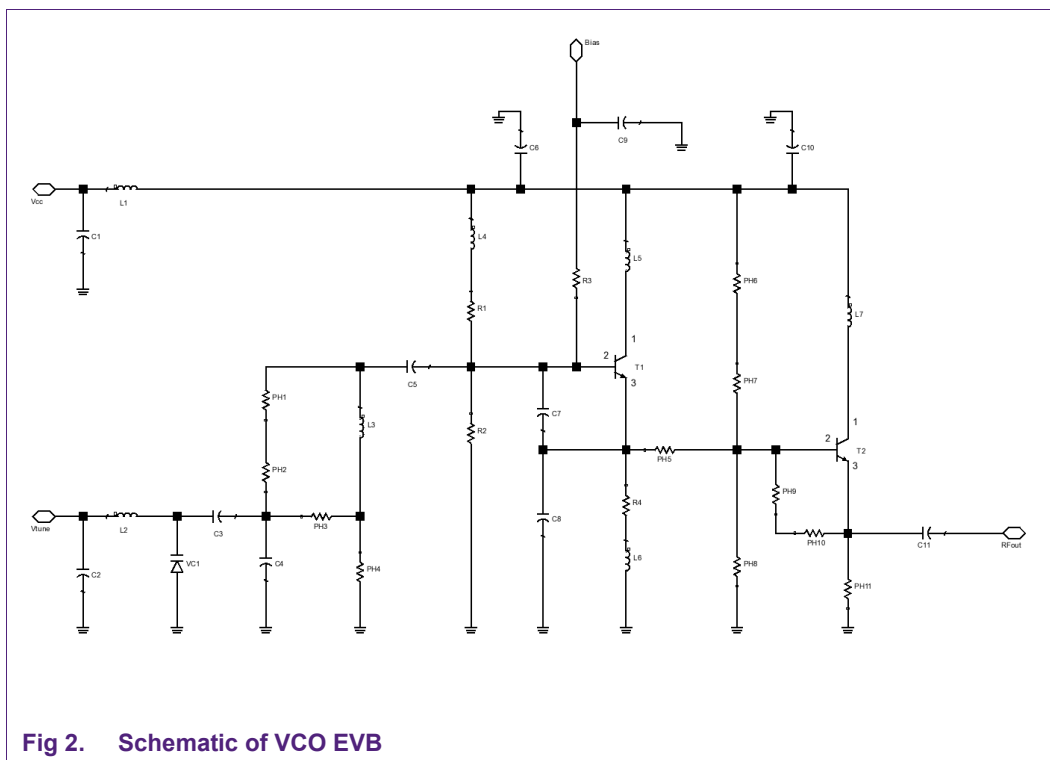 Bias
C6
C9
C10
Vcc
L1
C1
L4
L5
R3
PH6
L7
R1
1
2
T1
3
C5
PH1
L3
C7
PH7
R2
1
2
T2
3
PH2
PH5
R4
PH9
Vtune
L2
C3
PH3
C8
PH10
C11
RFout
C2
VC1
C4
PH4
L6
PH8
PH11
Fig 2. Schematic of VCO EVB